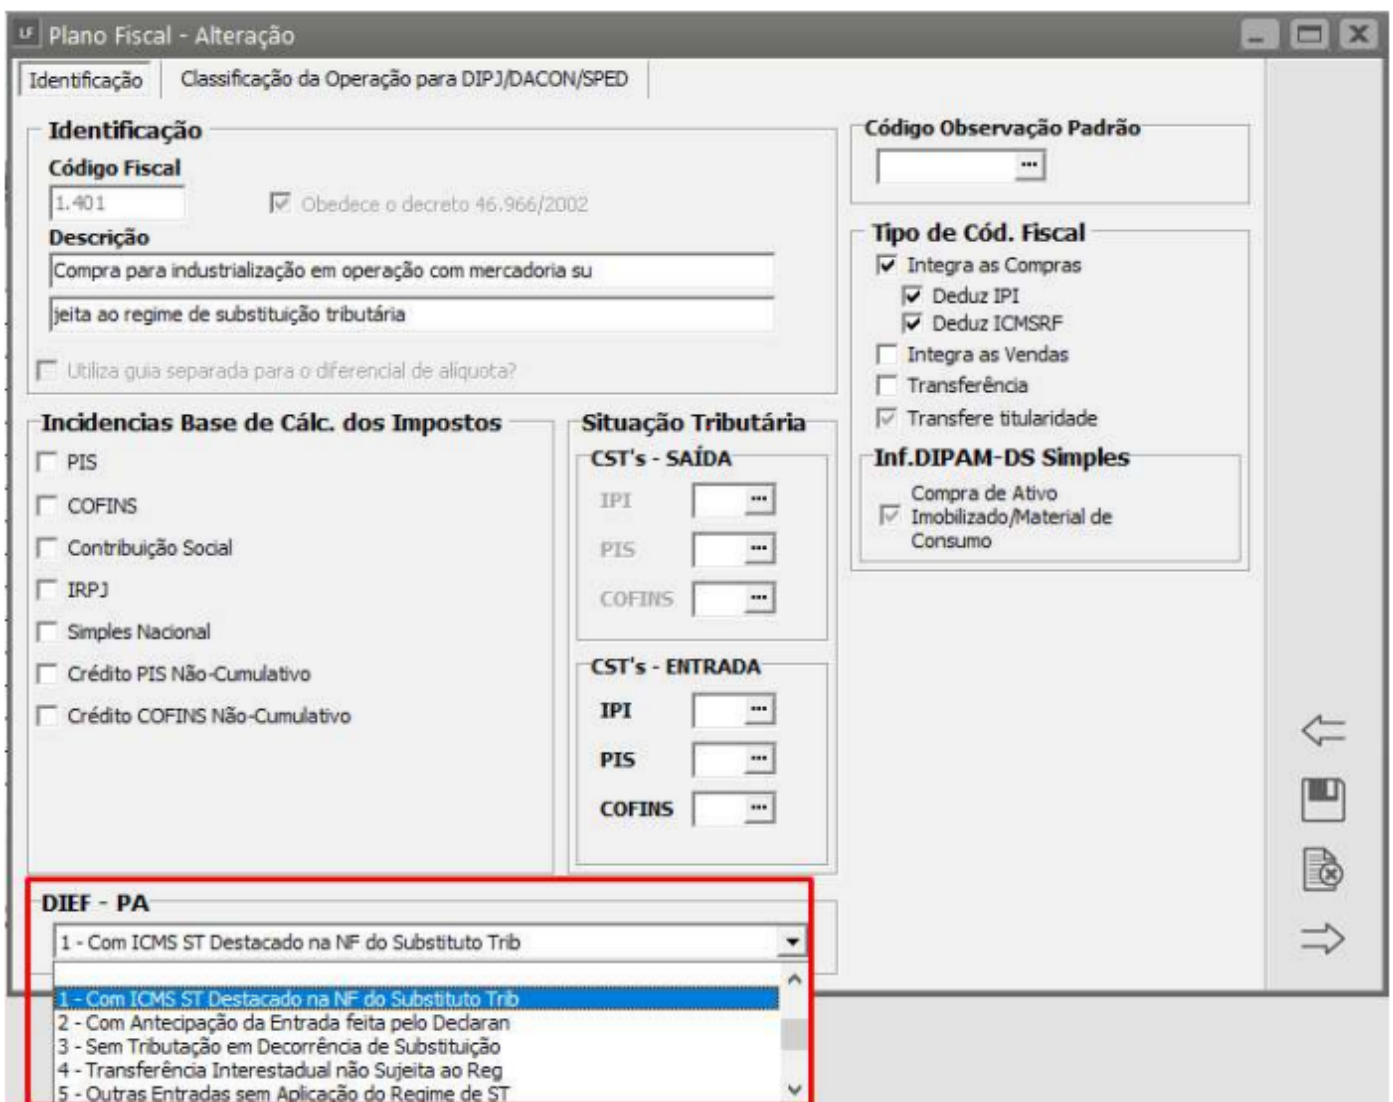 LF Plano Fiscal - Alteração
Identificação
Classificação da Operação para DIPJ/DACON/SPED
Identificação
Código Fiscal
1.401
Obedece o decreto 46.966/2002
Descrição
Compra para industrialização em operação com mercadoria su
jeita ao regime de substituição tributária
Utiliza guia separada para o diferencial de alíquota?
Código Observação Padrão
...
Tipo de Cód. Fiscal
Integra as Compras
Deduz IPI
Deduz ICMSRF
Integra as Vendas
Transferência
Transfere titularidade
Inf.DIPAM-DS Simples
Compra de Ativo
Imobilizado/Material de
Consumo
Incidencias Base de Cálc. dos Impostos
PIS
COFINS
Contribuição Social
IRPJ
Simples Nacional
Crédito PIS Não-Cumulativo
Crédito COFINS Não-Cumulativo
Situação Tributária
CST's - SAÍDA
IPI ...
PIS ...
COFINS ...
CST's - ENTRADA
IPI ...
PIS ...
COFINS ...
DIEF - PA
1 - Com ICMS ST Destacado na NF do Substituto Trib
1 - Com ICMS ST Destacado na NF do Substituto Trib
2 - Com Antecipação da Entrada feita pelo Declaran
3 - Sem Tributação em Decorrência de Substituição
4 - Transferência Interestadual não Sujeita ao Reg
5 - Outras Entradas sem Aplicação do Regime de ST